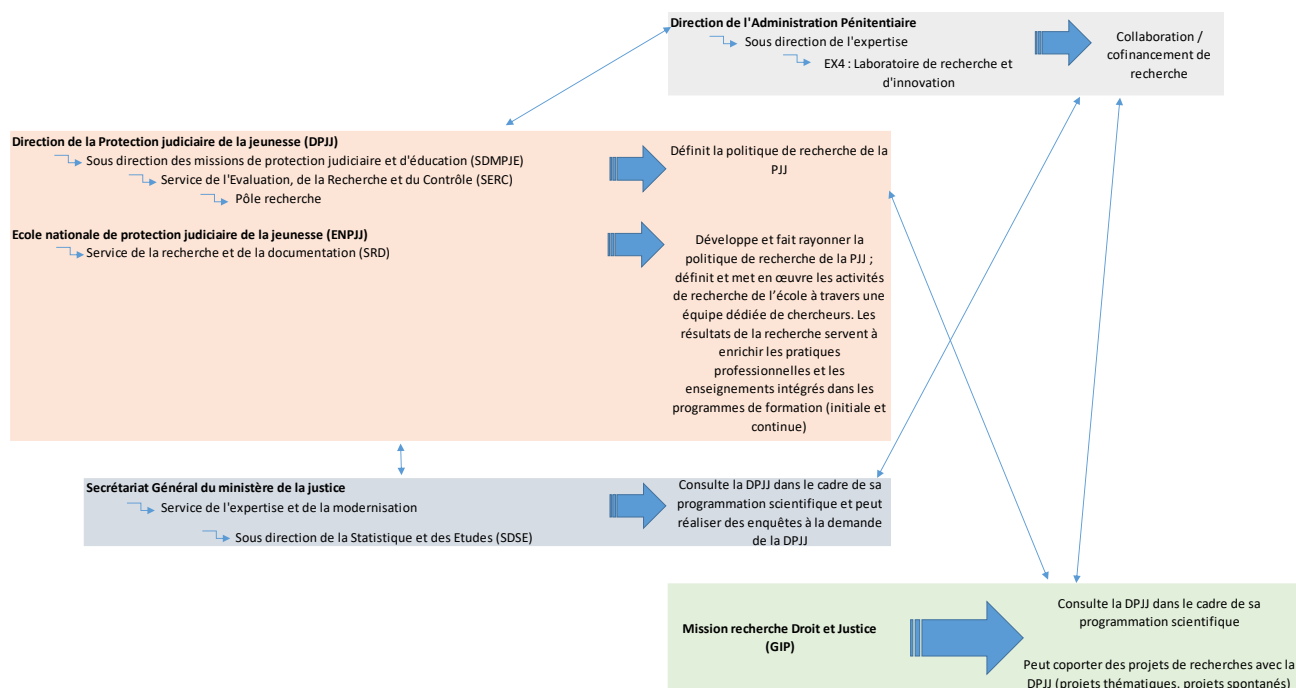 Direction de l'Administration Pénitentiaire
Sous direction de l'expertise
EX4 : Laboratoire de recherche et
d'innovation
Collaboration /
cofinancement de
recherche
Direction de la Protection judiciaire de la jeunesse (DPJJ)
Sous direction des missions de protection judiciaire et d'éducation (SDMPJE)
Service de l'Evaluation, de la Recherche et du Contrôle (SERC)
Pôle recherche
Définit la politique de recherche de la
PJJ
Ecole nationale de protection judiciaire de la jeunesse (ENPJJ)
Service de la recherche et de la documentation (SRD)
Développe et fait rayonner la
politique de recherche de la PJJ ;
définit et met en œuvre les activités
de recherche de l'école à travers une
équipe dédiée de chercheurs. Les
résultats de la recherche servent à
enrichir les pratiques
professionnelles et les
enseignements intégrés dans les
programmes de formation (initiale et
continue)
Secrétariat Général du ministère de la justice
Service de l'expertise et de la modernisation
Sous direction de la Statistique et des Etudes (SDSE)
Consulte la DPJJ dans le cadre de sa
programmation scientifique et peut
réaliser des enquêtes à la demande
de la DPJJ
Mission recherche Droit et Justice
(GIP)
Consulte la DPJJ dans le cadre de sa
programmation scientifique
Peut coporter des projets de recherches avec la
DPJJ (projets thématiques, projets spontanés)